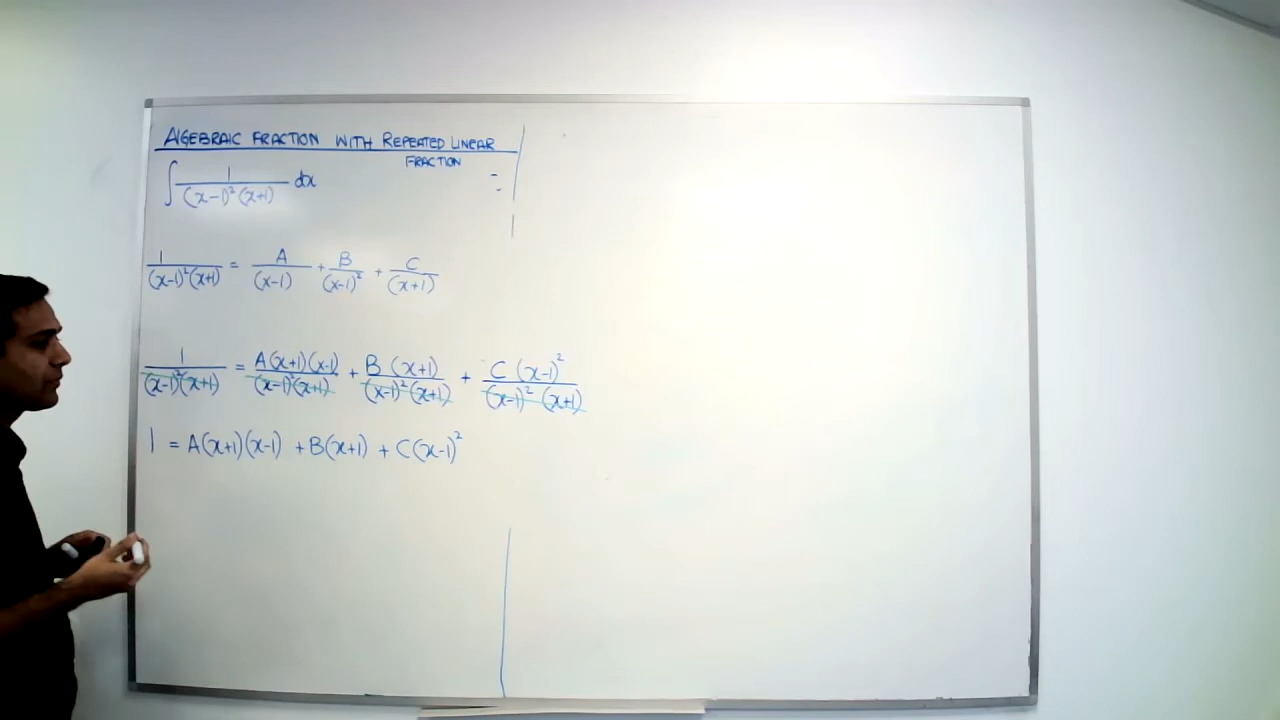 ALGEBRAIC FRACTION WITH REPEATED LINEAR
FRACTION
∫ 1/((x-1)²(x+1)) dx
1/((x-1)²(x+1)) = A/(x-1) + B/(x-1)² + C/(x+1)
1/((x-1)²(x+1)) = A(x+1)(x-1)/((x-1)²(x+1)) + B(x+1)/((x-1)²(x+1)) + C(x-1)²/((x-1)²(x+1))
1 = A(x+1)(x-1) + B(x+1) + C(x-1)²